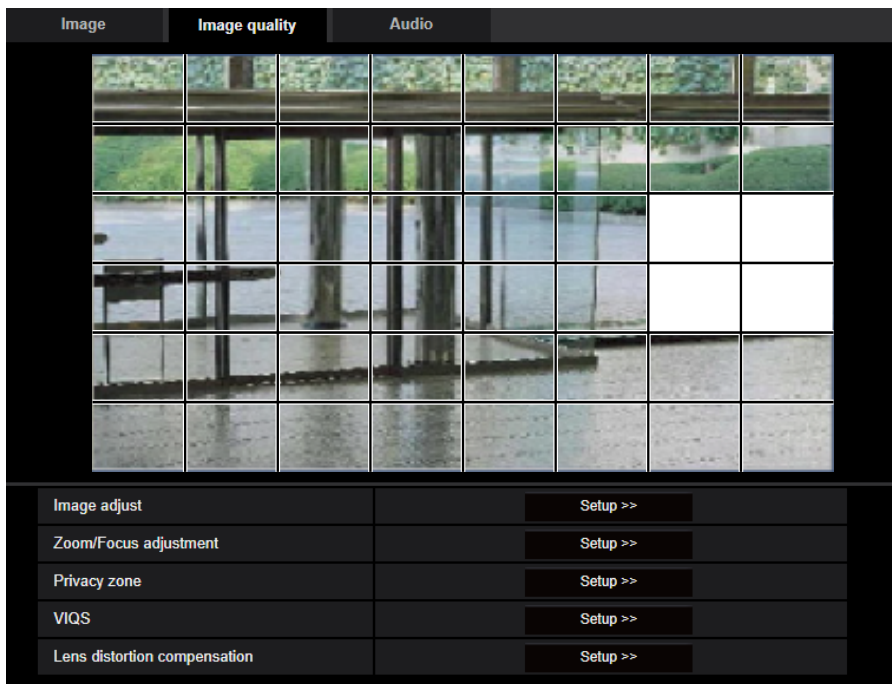 Image Image quality Audio
Image adjust Setup >>
Zoom/Focus adjustment Setup >>
Privacy zone Setup >>
VIQS Setup >>
Lens distortion compensation Setup >>